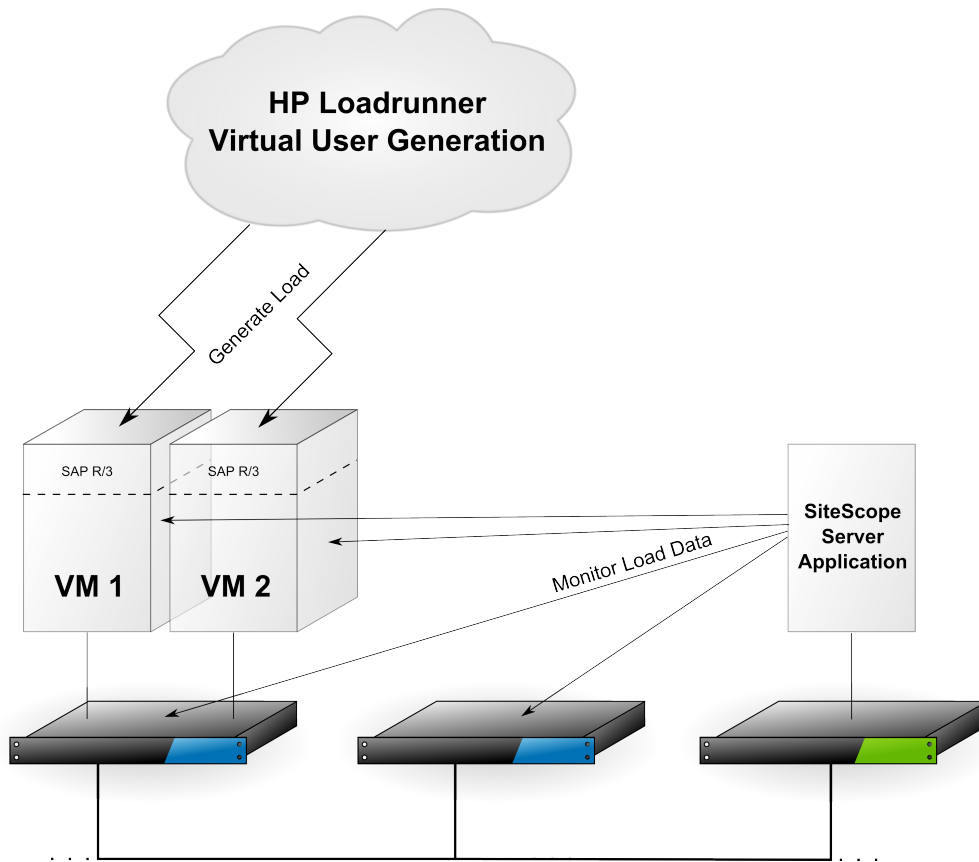 HP Loadrunner
Virtual User Generation
Generate Load
SAP R/3
SAP R/3
VM 1
VM 2
Monitor Load Data
SiteScope
Server
Application
. . .
. . .